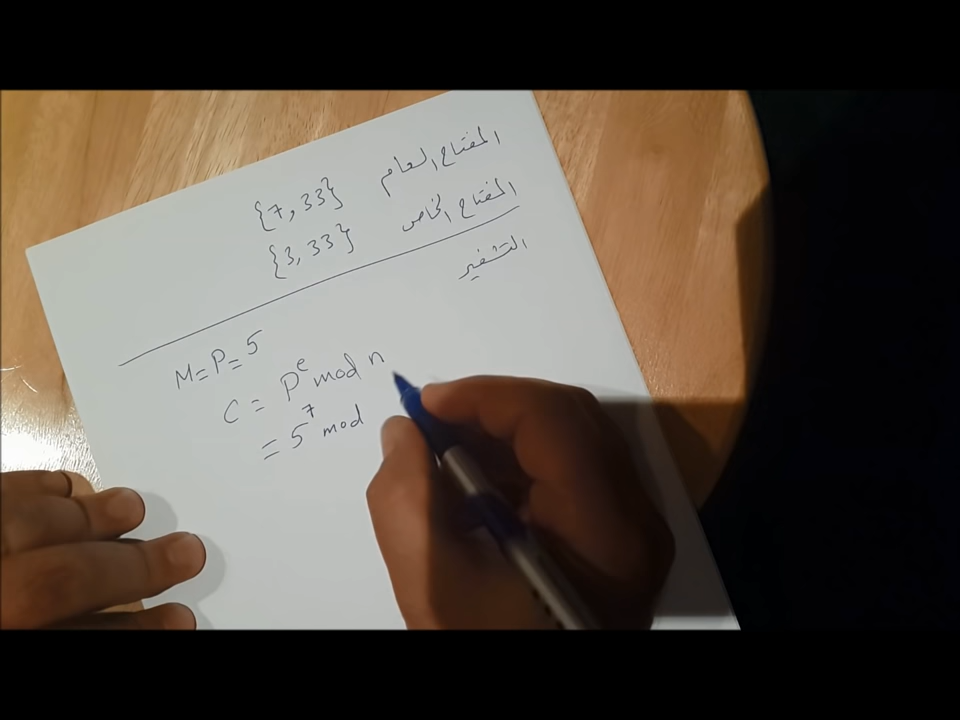 المفتاح العام {7, 33}
المفتاح الخاص {3, 33}
التشفير
M = P = 5
C = P^e mod n
= 5^7 mod